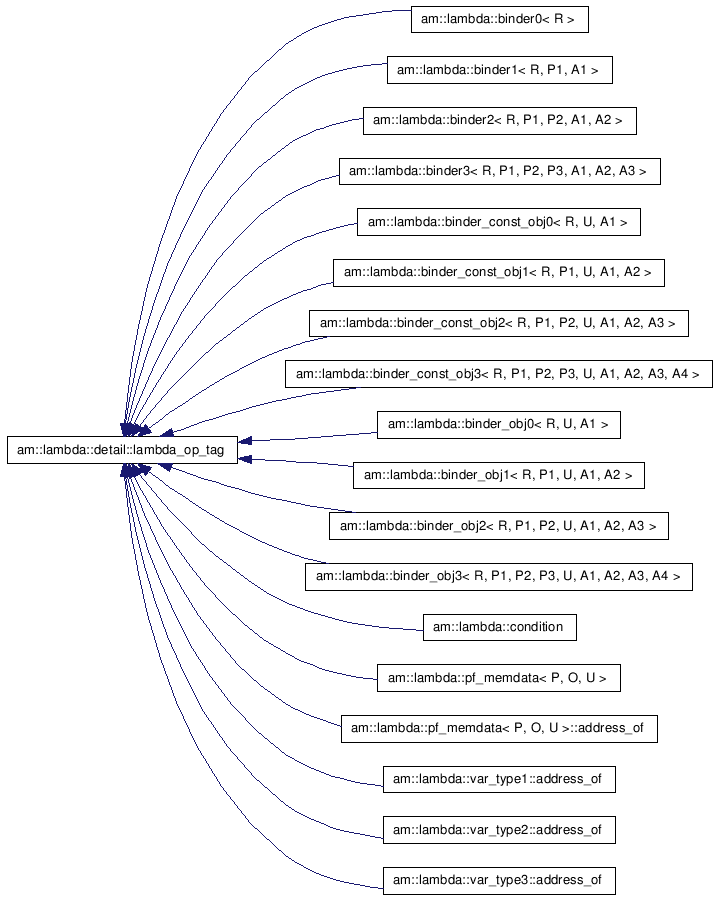 am::lambda::binder0< R >
am::lambda::binder1< R, P1, A1 >
am::lambda::binder2< R, P1, P2, A1, A2 >
am::lambda::binder3< R, P1, P2, P3, A1, A2, A3 >
am::lambda::binder_const_obj0< R, U, A1 >
am::lambda::binder_const_obj1< R, P1, U, A1, A2 >
am::lambda::binder_const_obj2< R, P1, P2, U, A1, A2, A3 >
am::lambda::binder_const_obj3< R, P1, P2, P3, U, A1, A2, A3, A4 >
am::lambda::binder_obj0< R, U, A1 >
am::lambda::detail::lambda_op_tag
am::lambda::binder_obj1< R, P1, U, A1, A2 >
am::lambda::binder_obj2< R, P1, P2, U, A1, A2, A3 >
am::lambda::binder_obj3< R, P1, P2, P3, U, A1, A2, A3, A4 >
am::lambda::condition
am::lambda::pf_memdata< P, O, U >
am::lambda::pf_memdata< P, O, U >::address_of
am::lambda::var_type1::address_of
am::lambda::var_type2::address_of
am::lambda::var_type3::address_of